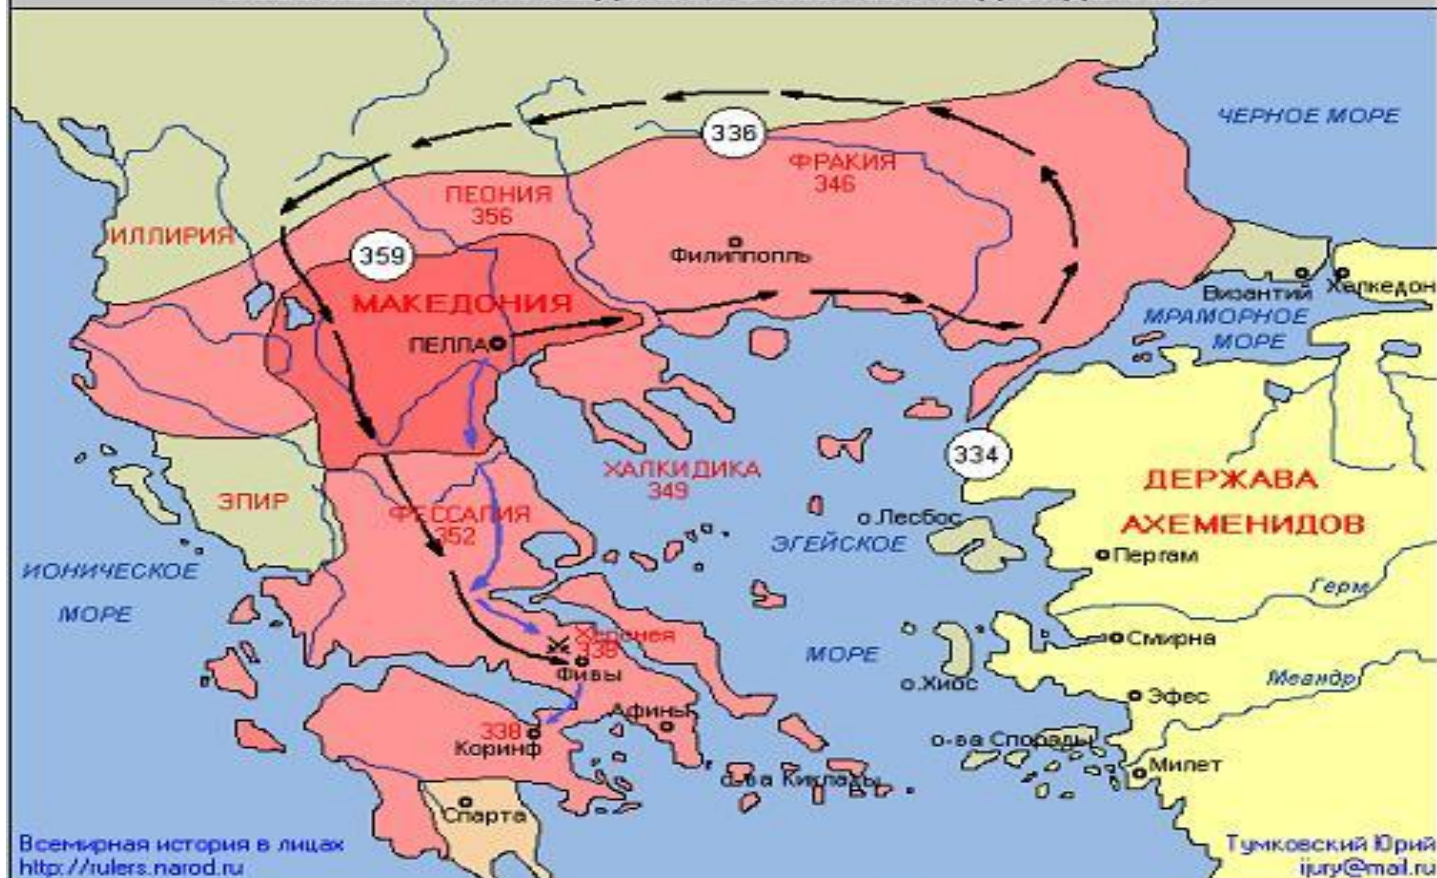 ЧЕРНОЕ МОРЕ
336
ФРАКИЯ
346
ПЕОНИЯ
356
ИЛЛИРИЯ
359
Филиппопль
МАКЕДОНИЯ
Византий
Халкедон
МРАМОРНОЕ
МОРЕ
ПЕЛЛА
334
ХАЛКИДИКА
349
ДЕРЖАВА
АХЕМЕНИДОВ
ЭПИР
ФЕССАЛИЯ
352
о.Лесбос
ЭГЕЙСКОЕ
Пергам
ИОНИЧЕСКОЕ
МОРЕ
Герм
Херонея
339
Смирна
МОРЕ
Фивы
о.Хиос
Меандр
Эфес
Афины
338
Коринф
о-ва Спорады
Милет
о-ва Киклады
Спарта
Всемирная история в лицах
http://rulers.narod.ru
Тумковский Юрий
ijury@mail.ru